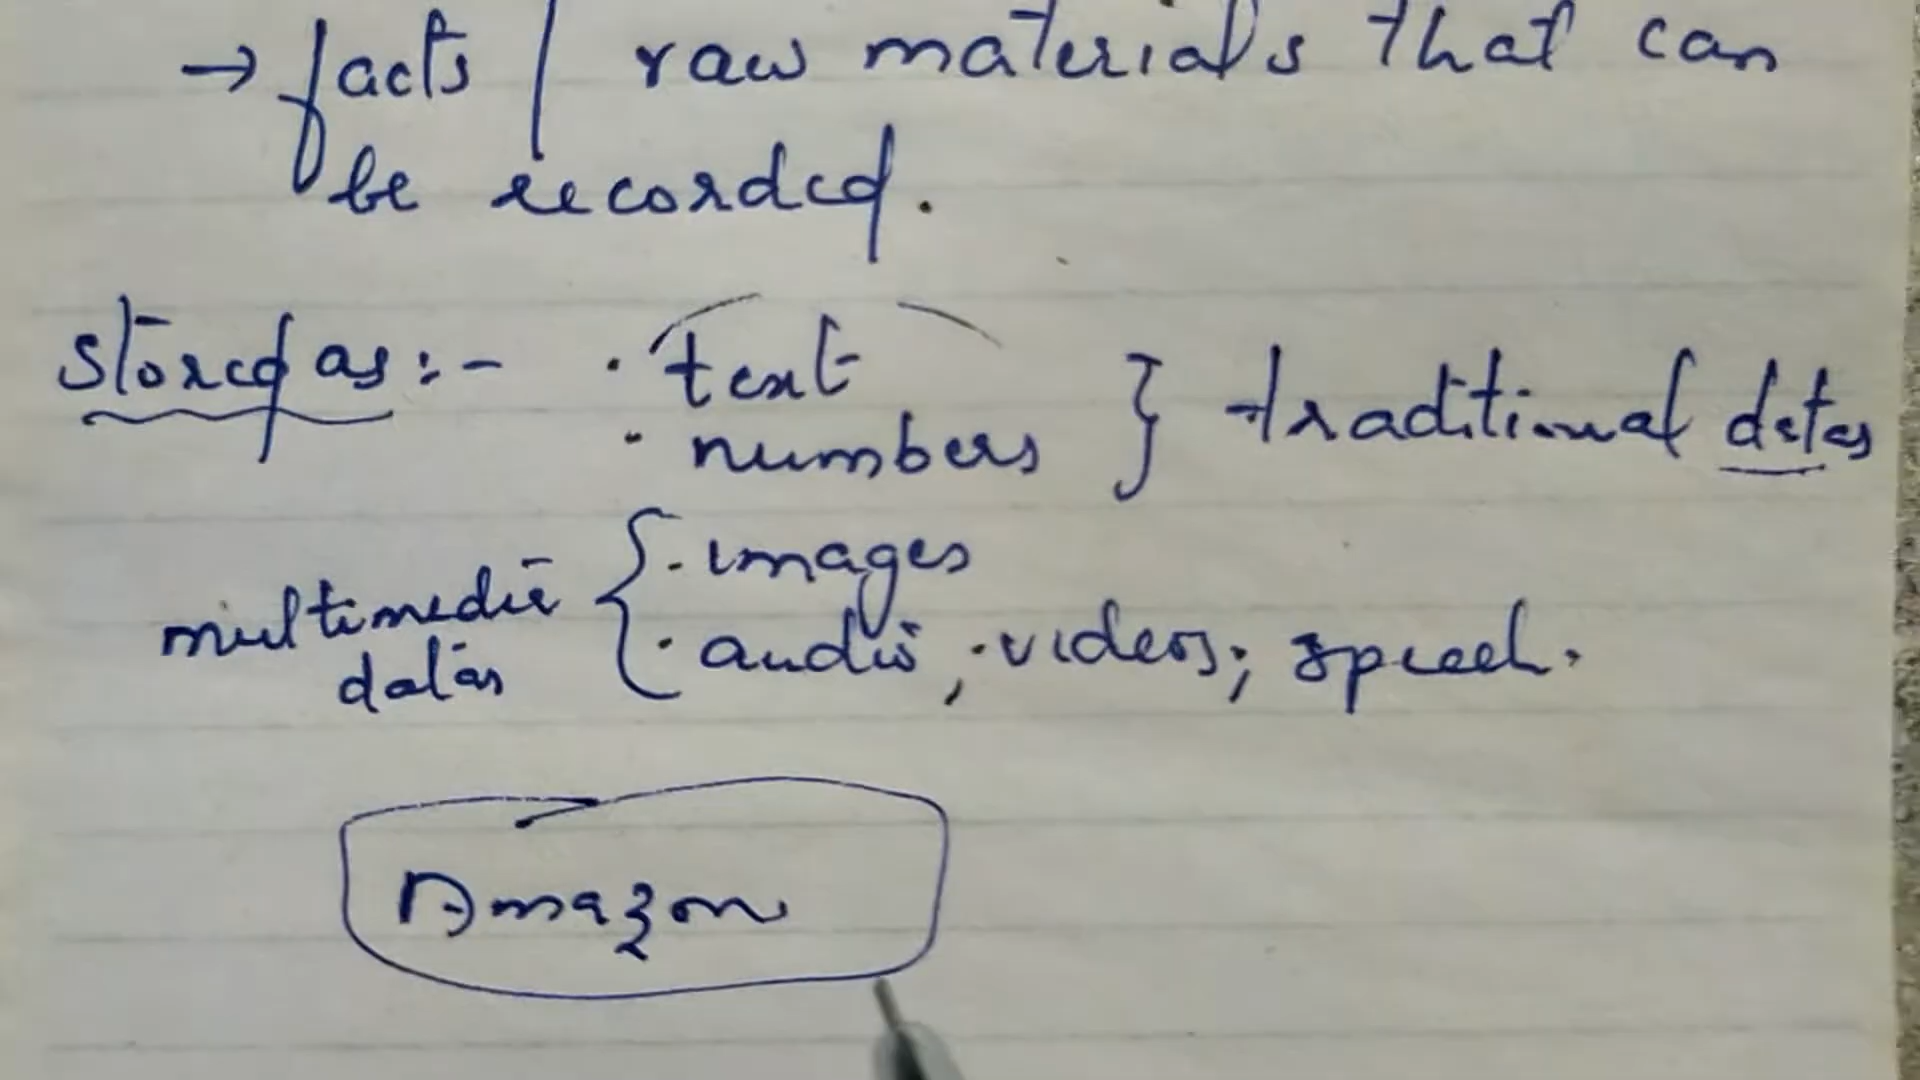 → facts / raw materials that can
be recorded.
Stored as :- · text
· numbers } traditional datas
multimedia datas { · images
· audio, · videos; speech.
Amazon